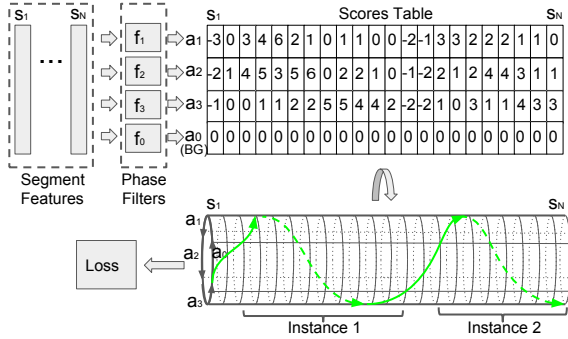 S1 SN Scores Table S1 SN
f1 a1 -3 0 3 4 6 2 1 0 1 1 0 0 -2 -1 3 3 2 2 2 1 1 0
... f2 a2 -2 1 4 5 3 5 6 0 2 2 1 0 -1 -2 2 1 2 4 4 3 1 1
f3 a3 -1 0 0 1 1 2 2 5 5 4 4 2 -2 -2 1 0 3 1 1 4 3 3
f0 a0 0 0 0 0 0 0 0 0 0 0 0 0 0 0 0 0 0 0 0 0 0 0
(BG)
Segment Features
Phase Filters
S1 SN
a1
a2 a0
a3
Loss
Instance 1 Instance 2